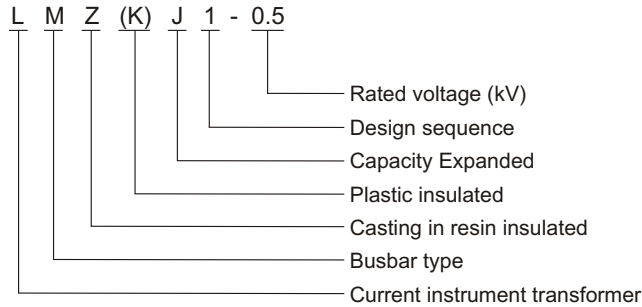 L M Z (K) J 1 - 0.5
Rated voltage (kV)
Design sequence
Capacity Expanded
Plastic insulated
Casting in resin insulated
Busbar type
Current instrument transformer